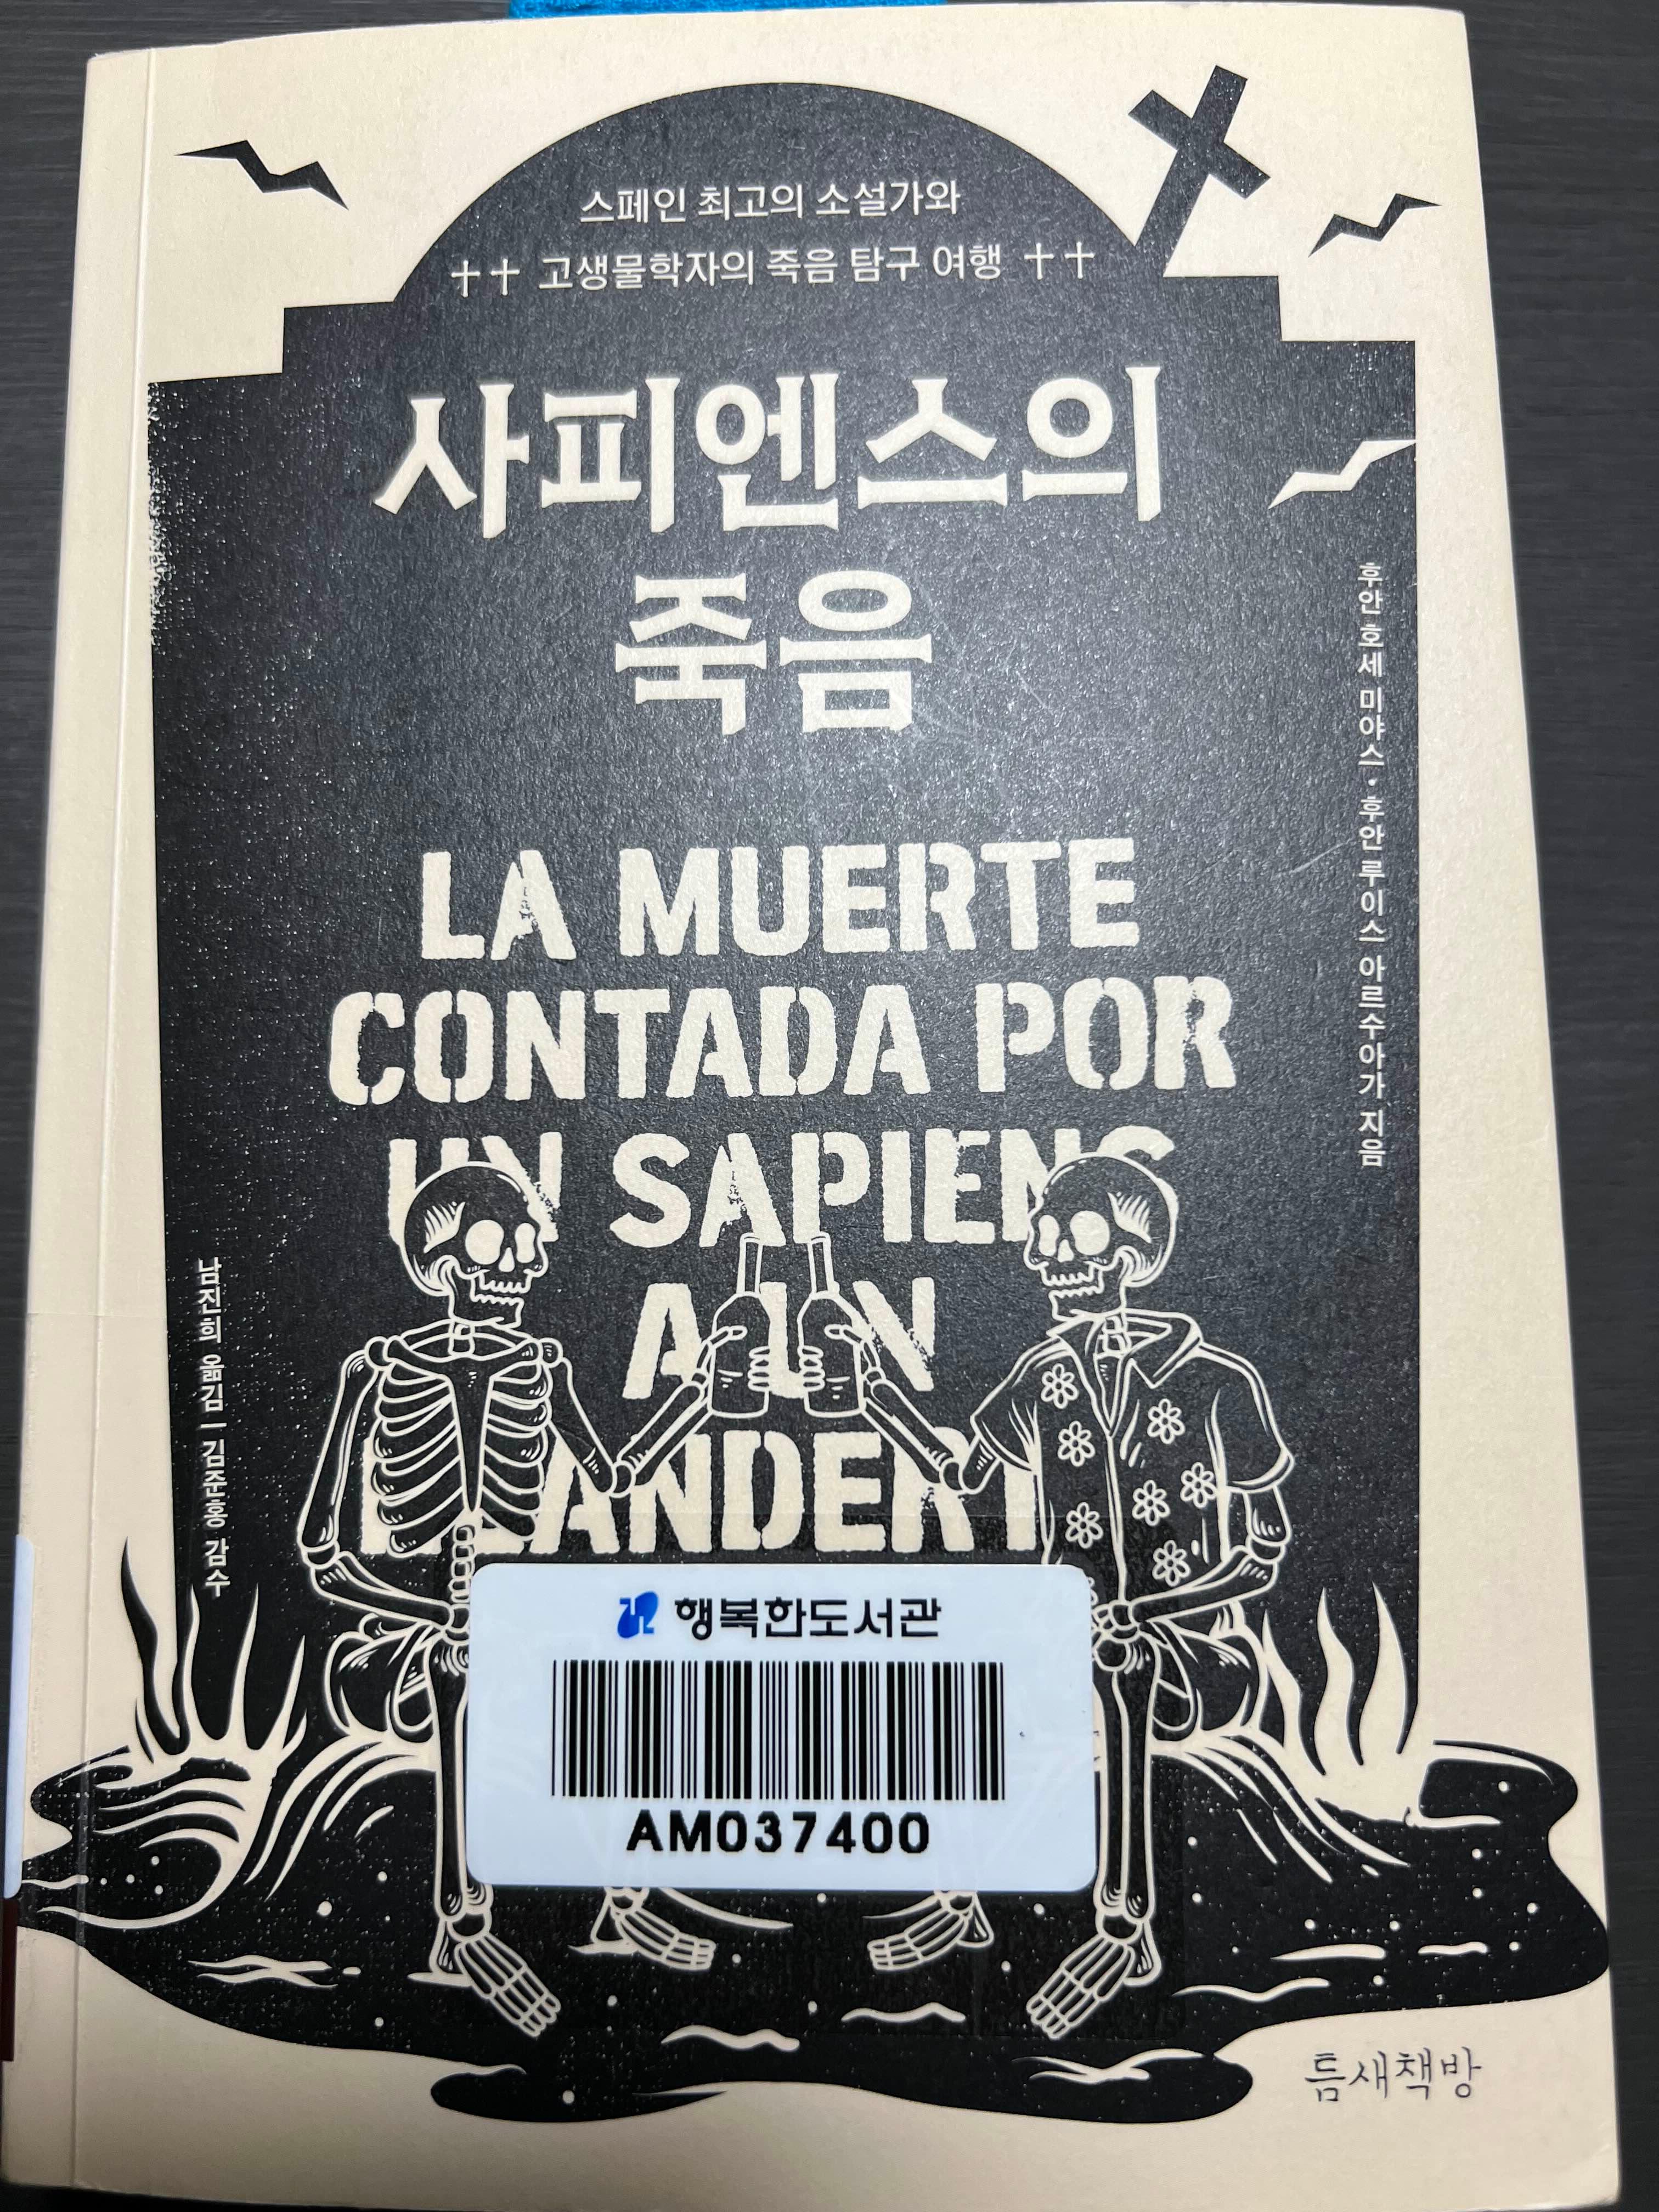 스페인 최고의 소설가와
†† 고생물학자의 죽음 탐구 여행 ††
사피엔스의
죽음
후안 호세 미야스·후안 루이스 아르수아가 지음
LA MUERTE
CONTADA POR
UN SAPIENS
A UN
남진희 옮김 | 김준홍 감수
행복한도서관
AM037400
틈새책방